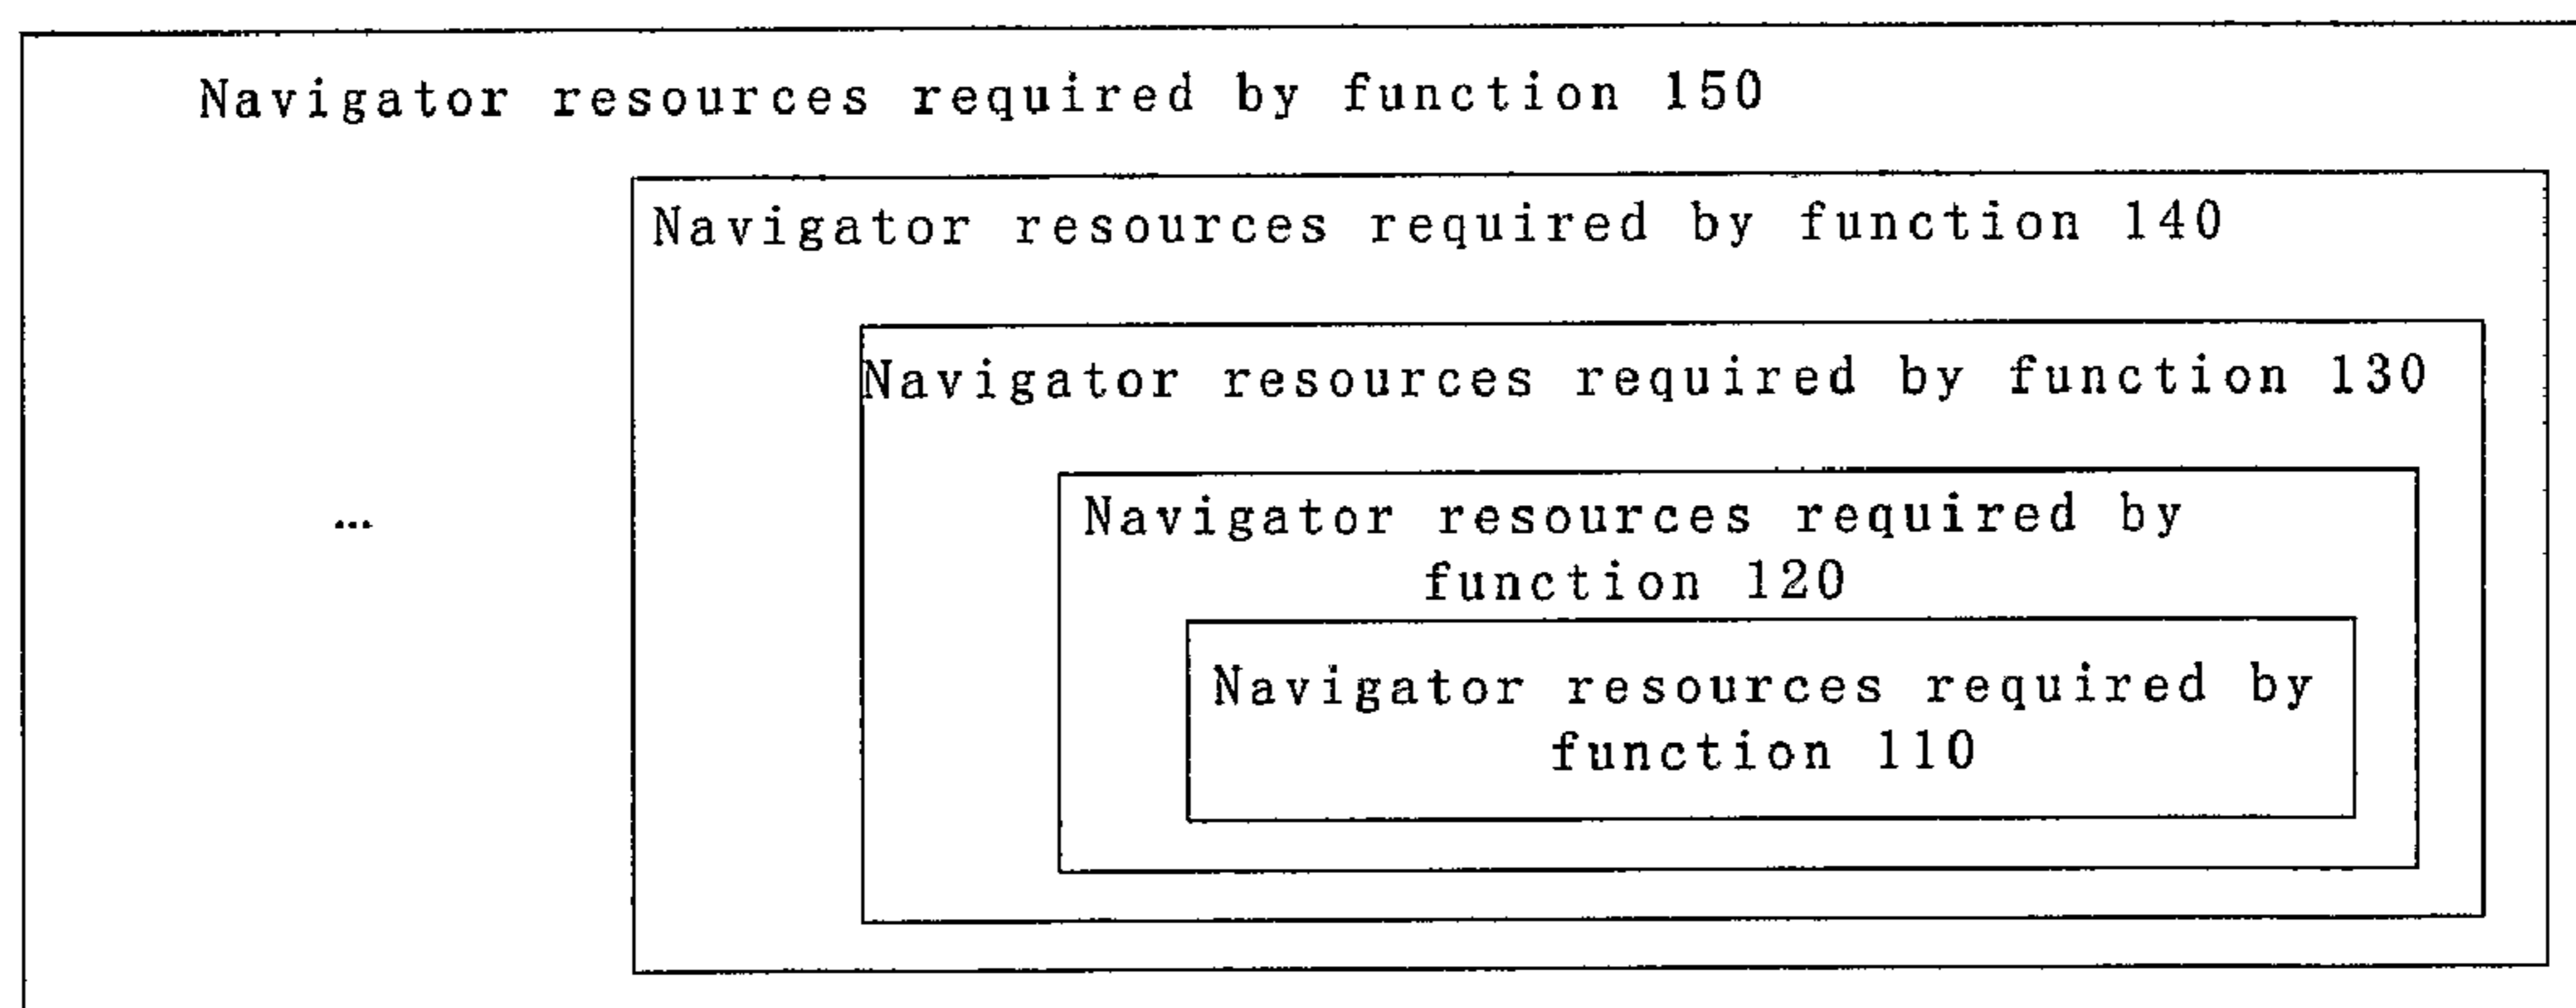 Navigator resources required by function 150
Navigator resources required by function 140
Navigator resources required by function 130
...
Navigator resources required by
function 120
Navigator resources required by
function 110